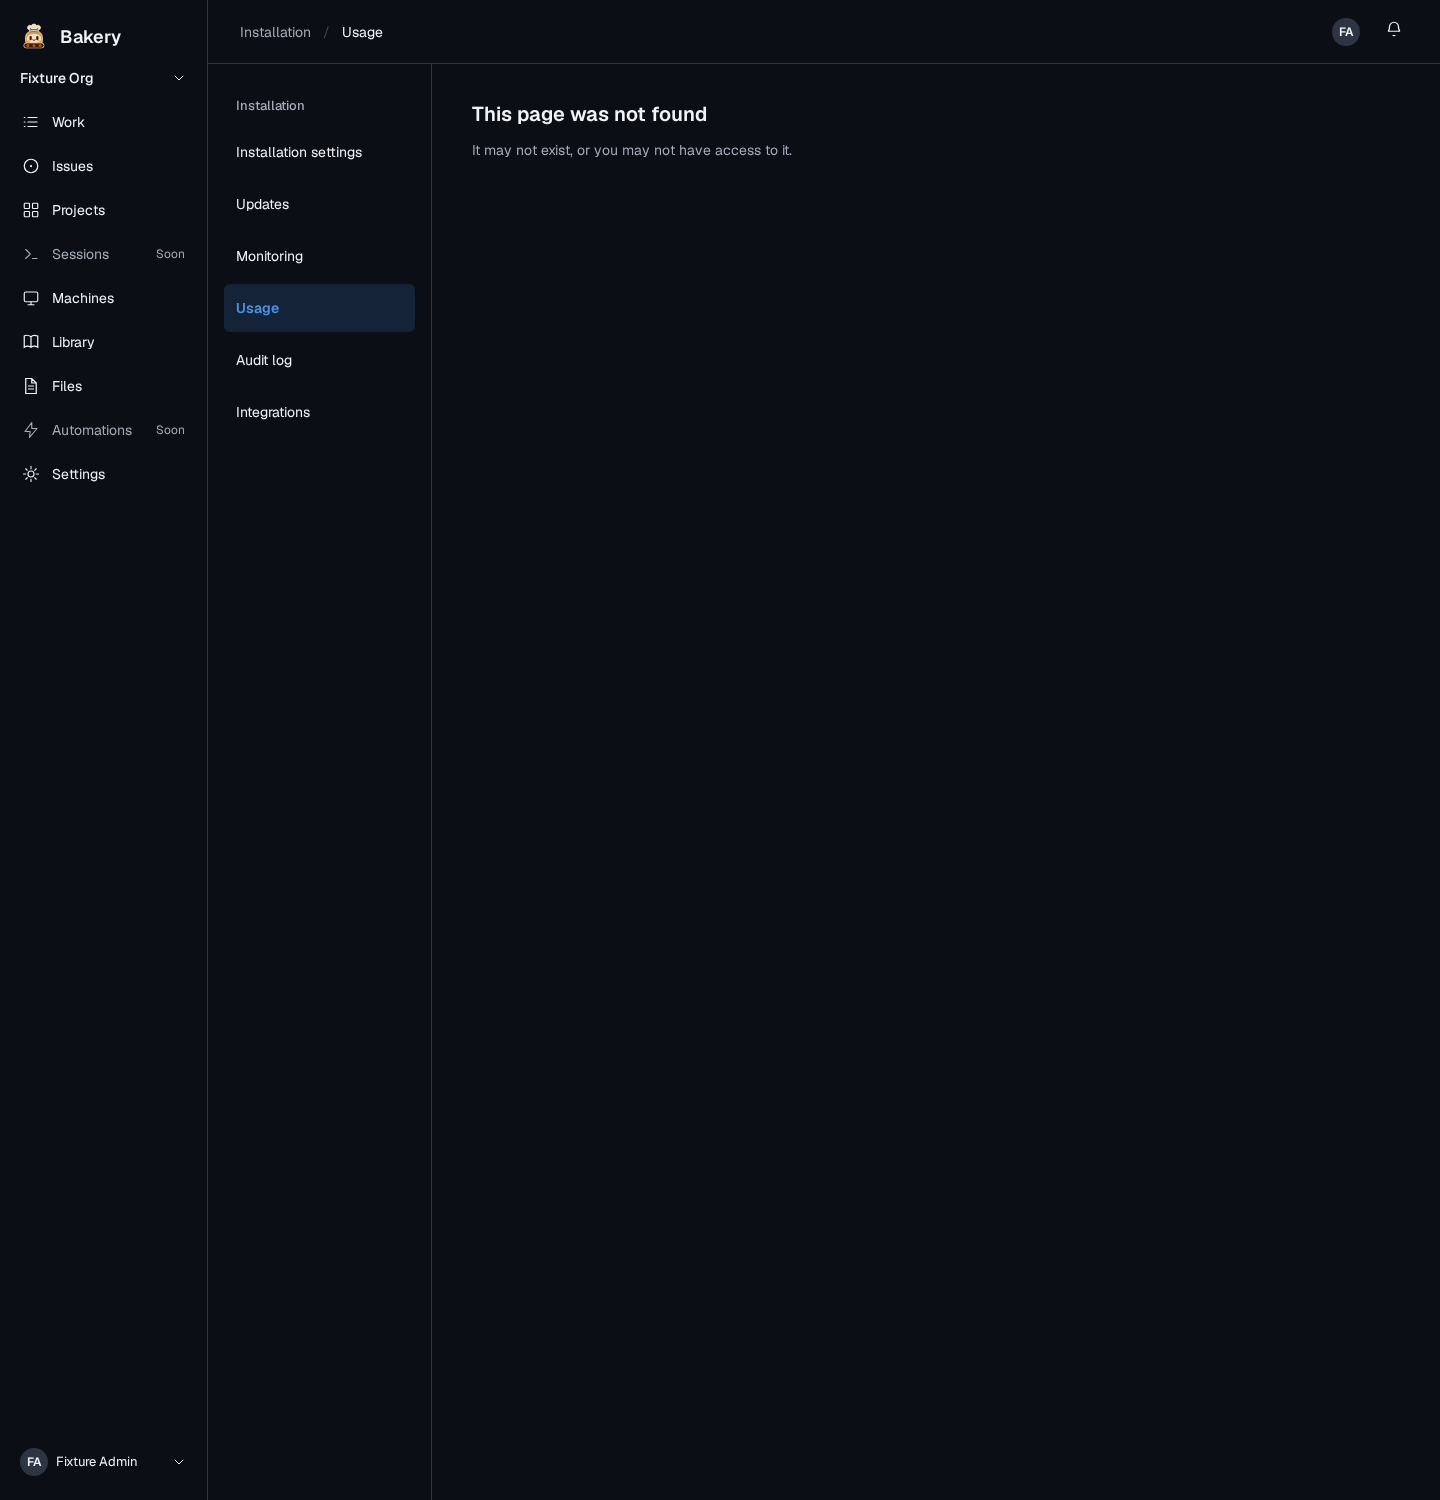 Bakery
Fixture Org
Work
Issues
Projects
Sessions Soon
Machines
Library
Files
Automations Soon
Settings
FA Fixture Admin
Installation / Usage
FA
Installation
Installation settings
Updates
Monitoring
Usage
Audit log
Integrations
This page was not found
It may not exist, or you may not have access to it.